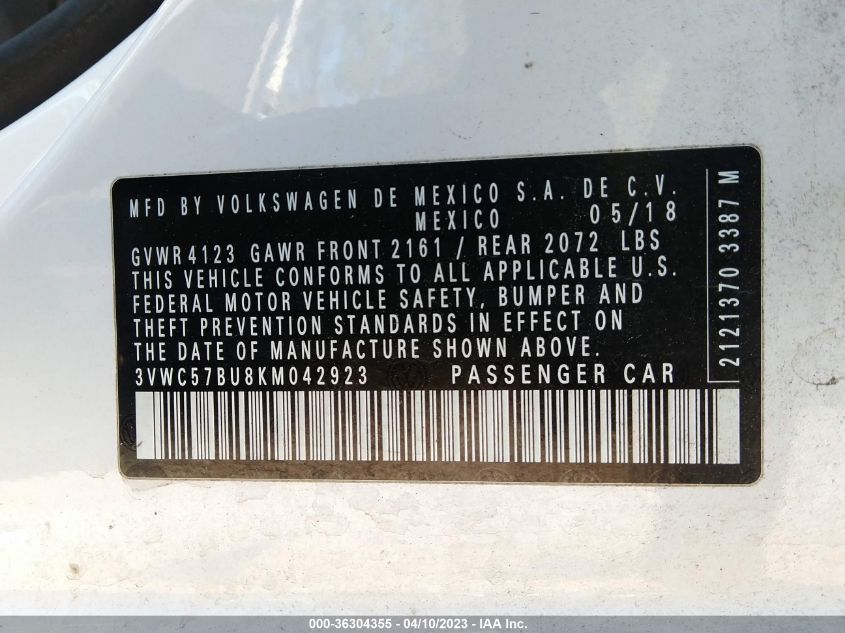 MFD BY VOLKSWAGEN DE MEXICO S.A. DE C.V.
MEXICO 05/18
GVWR 4123 GAWR FRONT 2161 / REAR 2072 LBS
THIS VEHICLE CONFORMS TO ALL APPLICABLE U.S.
FEDERAL MOTOR VEHICLE SAFETY, BUMPER AND
THEFT PREVENTION STANDARDS IN EFFECT ON
THE DATE OF MANUFACTURE SHOWN ABOVE.
3VWC57BU8KM042923 PASSENGER CAR
2121370 3387 M
000-36304355 - 04/10/2023 - IAA Inc.